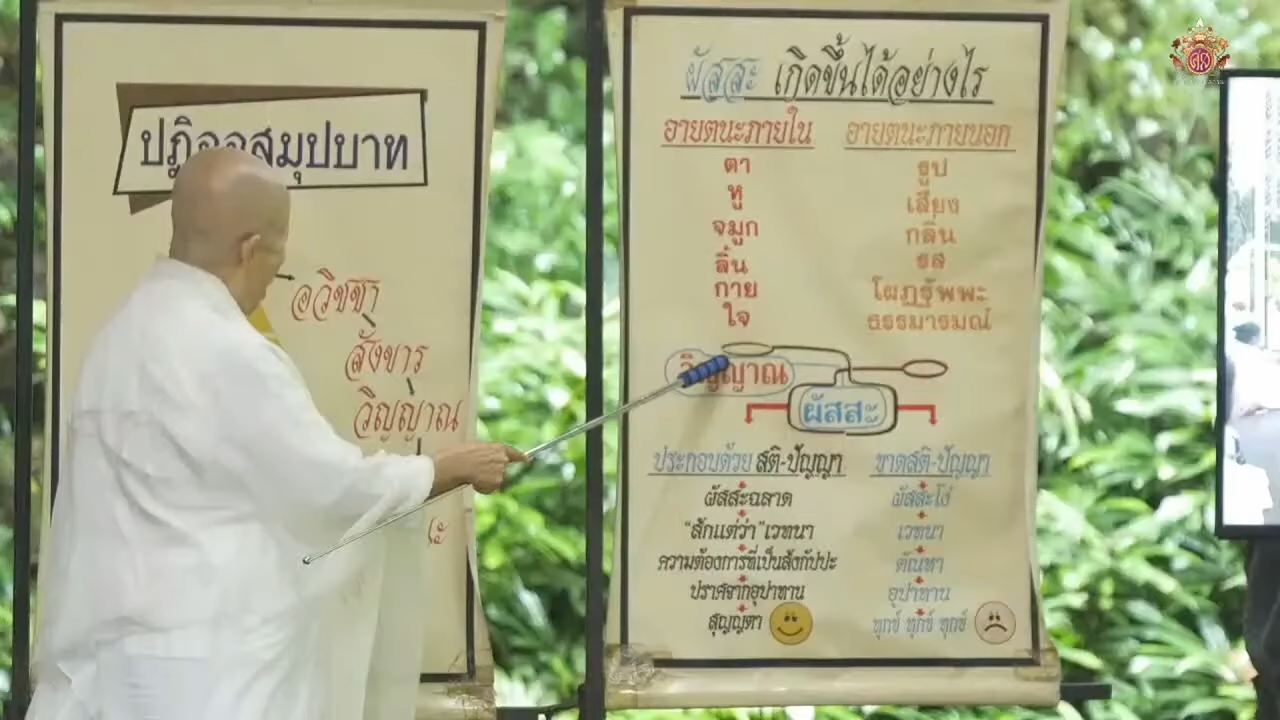 ปฏิจจสมุปบาท
อวิชชา
สังขาร
วิญญาณ
ผัสสะ เกิดขึ้นได้อย่างไร
อายตนะภายใน อายตนะภายนอก
ตา รูป
หู เสียง
จมูก กลิ่น
ลิ้น รส
กาย โผฏฐัพพะ
ใจ ธรรมารมณ์
วิญญาณ
ผัสสะ
ประกอบด้วย สติ-ปัญญา ขาดสติ-ปัญญา
ผัสสะฉลาด ผัสสะโง่
"สักแต่ว่า"เวทนา เวทนา
ความต้องการที่เป็นสังกัปปะ ตัณหา
ปราศจากอุปาทาน อุปาทาน
สุญญตา ทุกข์ ทุกข์ ทุกข์